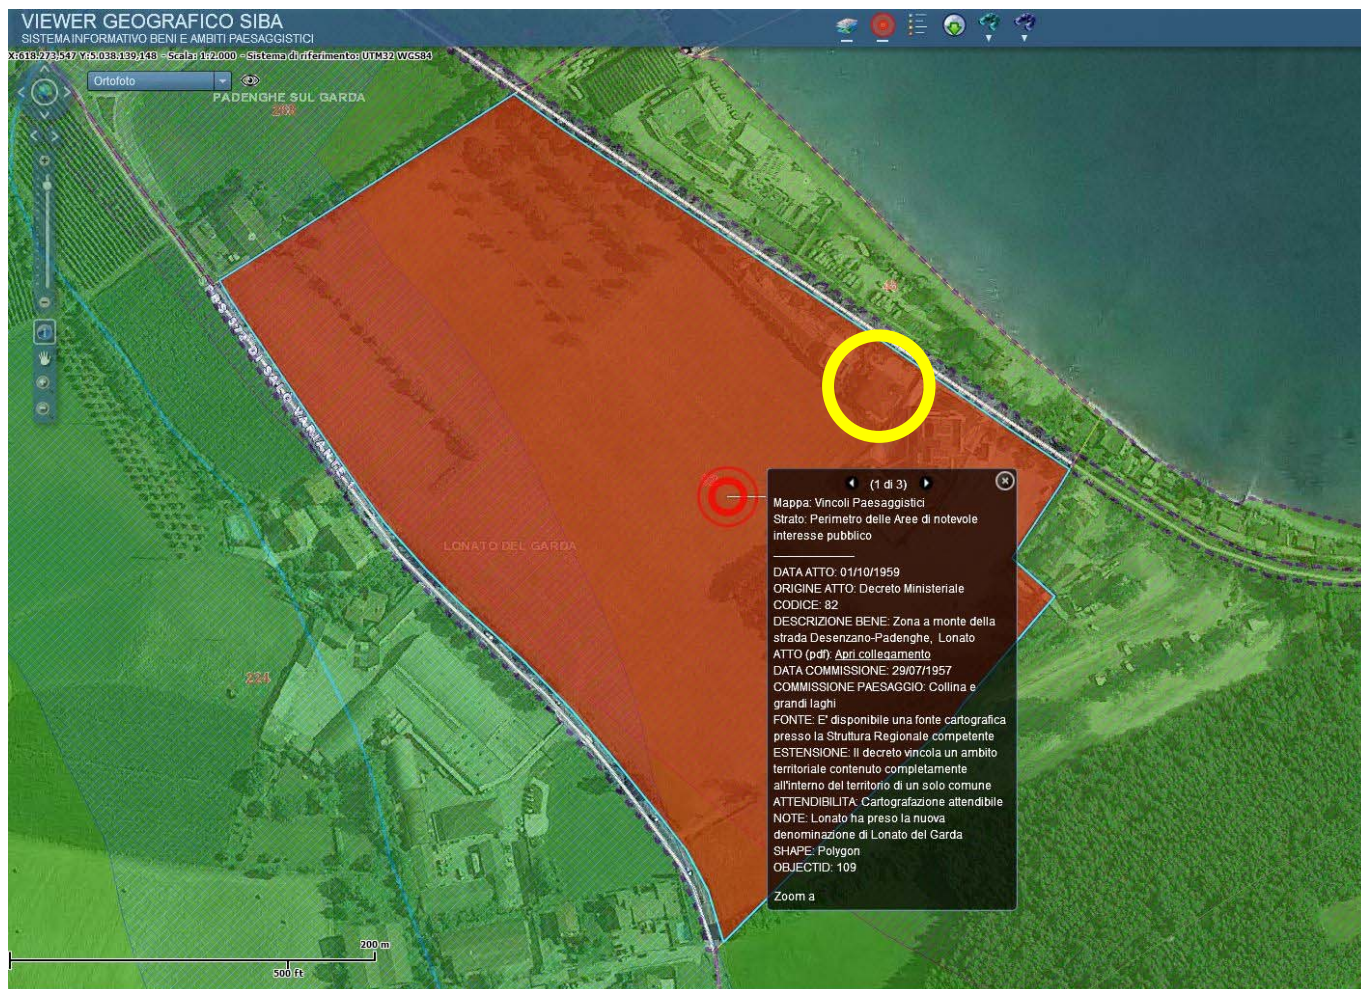 VIEWER GEOGRAFICO SIBA
SISTEMA INFORMATIVO BENI E AMBITI PAESAGGISTICI
X:618.273,547 Y:5.038.139,148 - Scala: 1:2.000 - Sistema di riferimento: UTM32 WGS84
Ortofoto
PADENGHE SUL GARDA
45
(1 di 3)
Mappa: Vincoli Paesaggistici
Strato: Perimetro delle Aree di notevole
interesse pubblico
DATA ATTO: 01/10/1959
ORIGINE ATTO: Decreto Ministeriale
CODICE: 82
DESCRIZIONE BENE: Zona a monte della
strada Desenzano-Padenghe, Lonato
ATTO (pdf): Apri collegamento
DATA COMMISSIONE: 29/07/1957
COMMISSIONE PAESAGGIO: Collina e
grandi laghi
FONTE: E' disponibile una fonte cartografica
presso la Struttura Regionale competente
ESTENSIONE: Il decreto vincola un ambito
territoriale contenuto completamente
all'interno del territorio di un solo comune
ATTENDIBILITA: Cartografazione attendibile
NOTE: Lonato ha preso la nuova
denominazione di Lonato del Garda
SHAPE: Polygon
OBJECTID: 109
Zoom a
LONATO DEL GARDA
224
200 m
500 ft